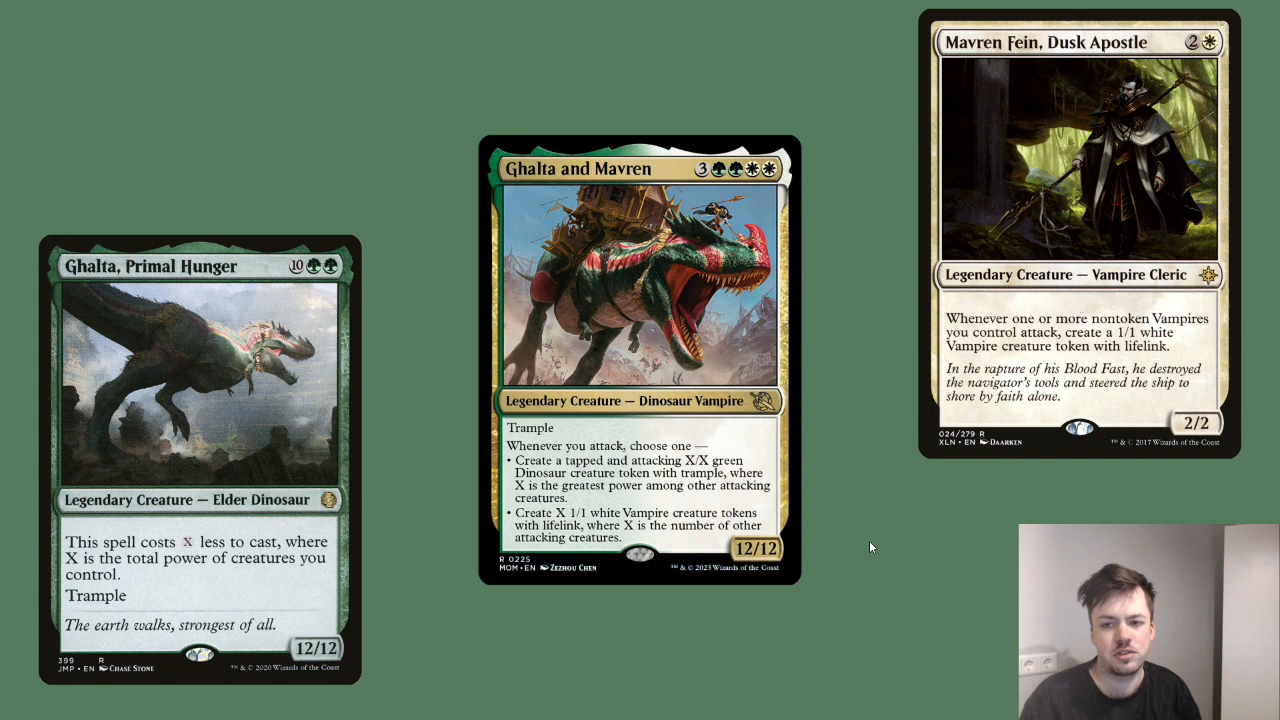 Ghalta, Primal Hunger 10
Legendary Creature — Elder Dinosaur
This spell costs X less to cast, where
X is the total power of creatures you
control.
Trample
The earth walks, strongest of all.
12/12
399 R
JMP • EN CHASE STONE
™ & © 2020 Wizards of the Coast
Ghalta and Mavren 3
Legendary Creature — Dinosaur Vampire
Trample
Whenever you attack, choose one —
• Create a tapped and attacking X/X green
Dinosaur creature token with trample, where
X is the greatest power among other attacking
creatures.
• Create X 1/1 white Vampire creature tokens
with lifelink, where X is the number of other
attacking creatures.
12/12
R 0225
MOM • EN ZEZHOU CHEN
™ & © 2023 Wizards of the Coast
Mavren Fein, Dusk Apostle 2
Legendary Creature — Vampire Cleric
Whenever one or more nontoken Vampires
you control attack, create a 1/1 white
Vampire creature token with lifelink.
In the rapture of his Blood Fast, he destroyed
the navigator's tools and steered the ship to
shore by faith alone.
2/2
024/279 R
XLN • EN DAARKEN
™ & © 2017 Wizards of the Coast